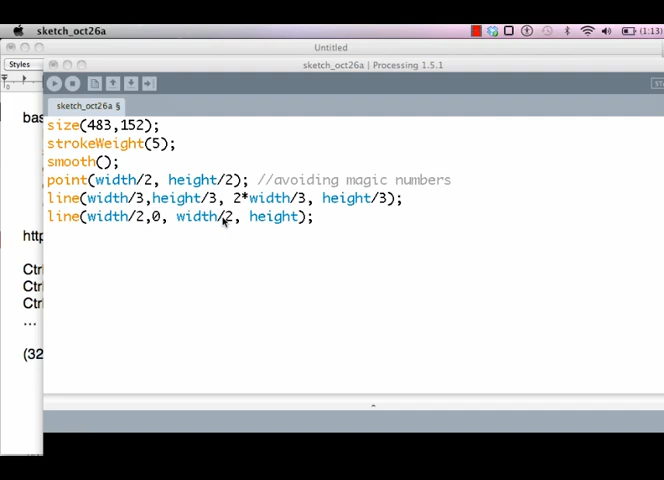 sketch_oct26a
(1:13)
Untitled
Styles
sketch_oct26a | Processing 1.5.1
sketch_oct26a §
size(483,152);
strokeWeight(5);
smooth();
point(width/2, height/2); //avoiding magic numbers
line(width/3,height/3, 2*width/3, height/3);
line(width/2,0, width/2, height);
bas
http
Ctrl
Ctrl
Ctrl
...
(32